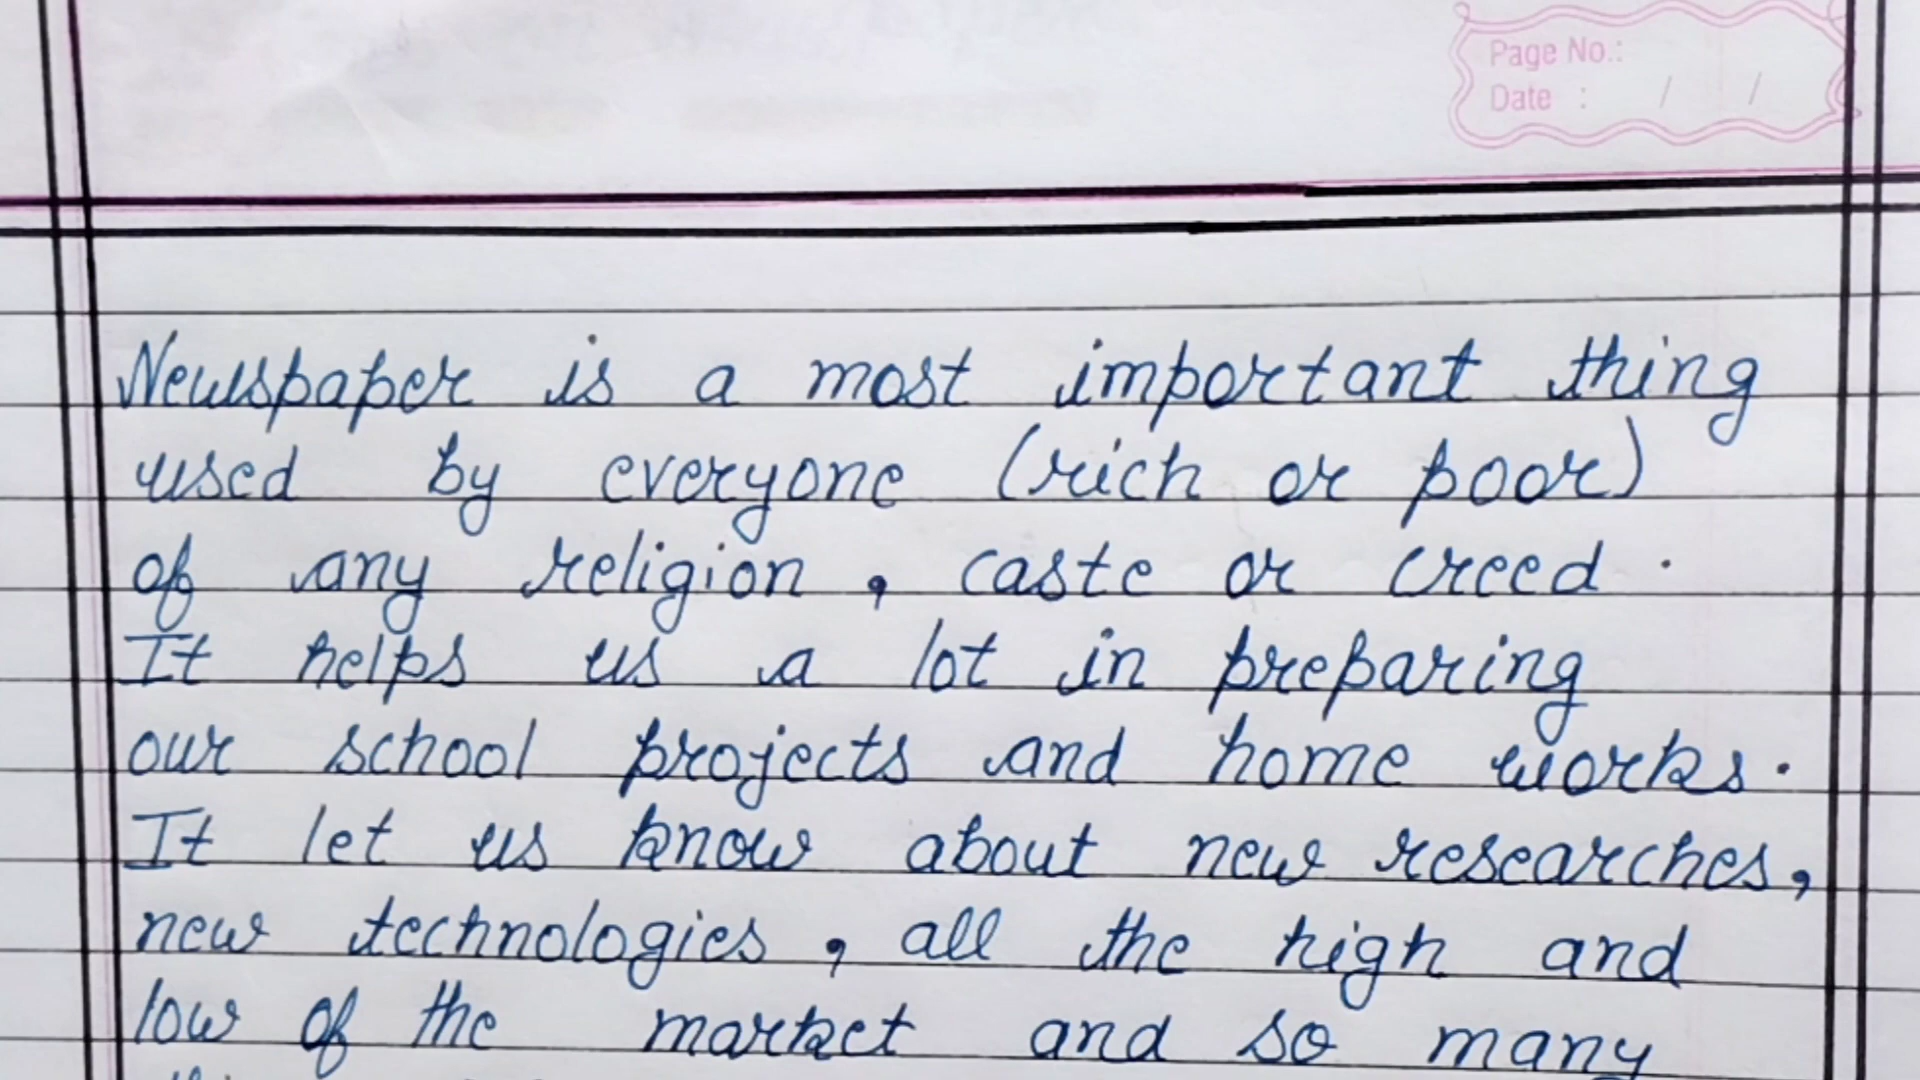 Page No.:
Date : / /
Newspaper is a most important thing
used by everyone (rich or poor)
of any religion , caste or creed .
It helps us a lot in preparing
our school projects and home works.
It let us know about new researches,
new technologies , all the high and
low of the market and so many